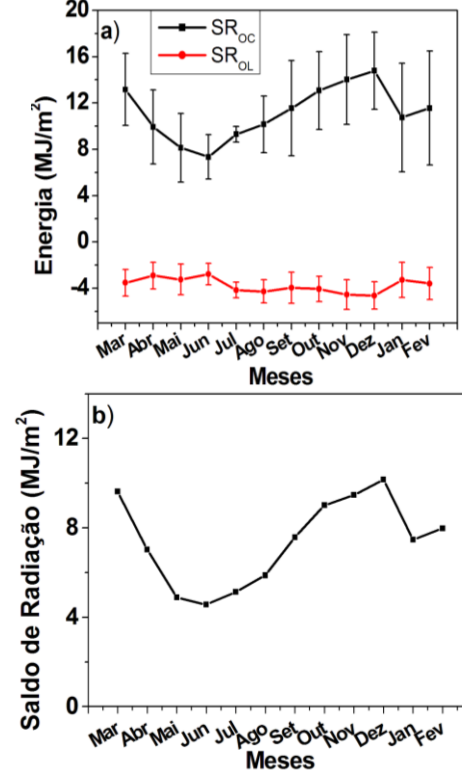 a)
SR_OC
SR_OL
20
16
12
8
4
0
-4
Energia (MJ/m²)
Mar Abr Mai Jun Jul Ago Set Out Nov Dez Jan Fev
Meses
b)
12
8
4
0
Saldo de Radiação (MJ/m²)
Mar Abr Mai Jun Jul Ago Set Out Nov Dez Jan Fev
Meses